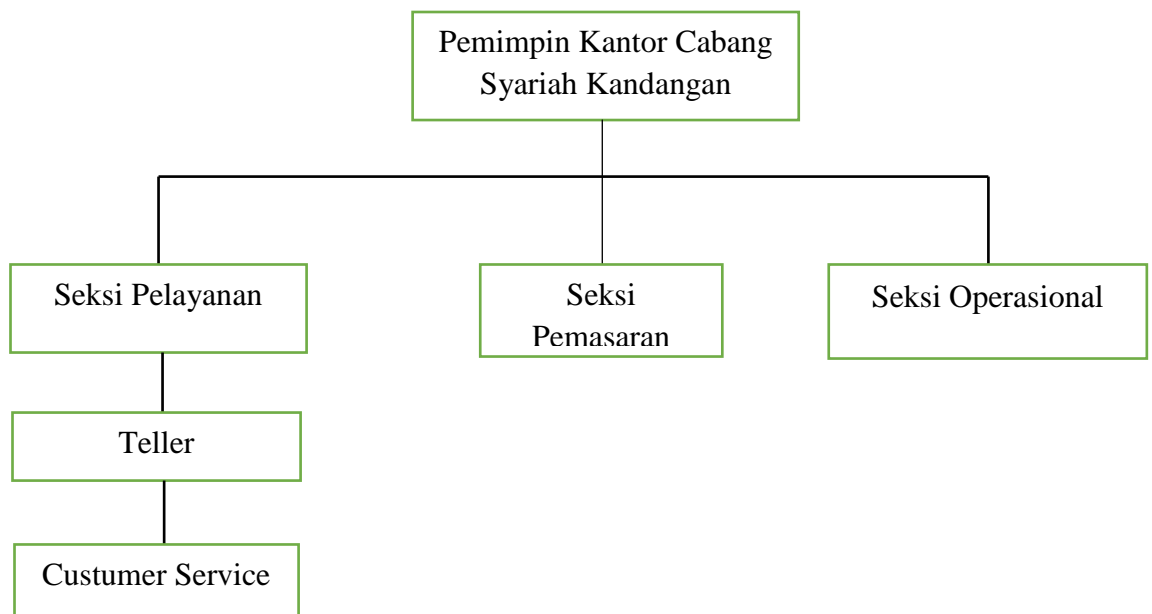 Pemimpin Kantor Cabang
Syariah Kandangan
Seksi Pelayanan
Seksi
Pemasaran
Seksi Operasional
Teller
Custumer Service